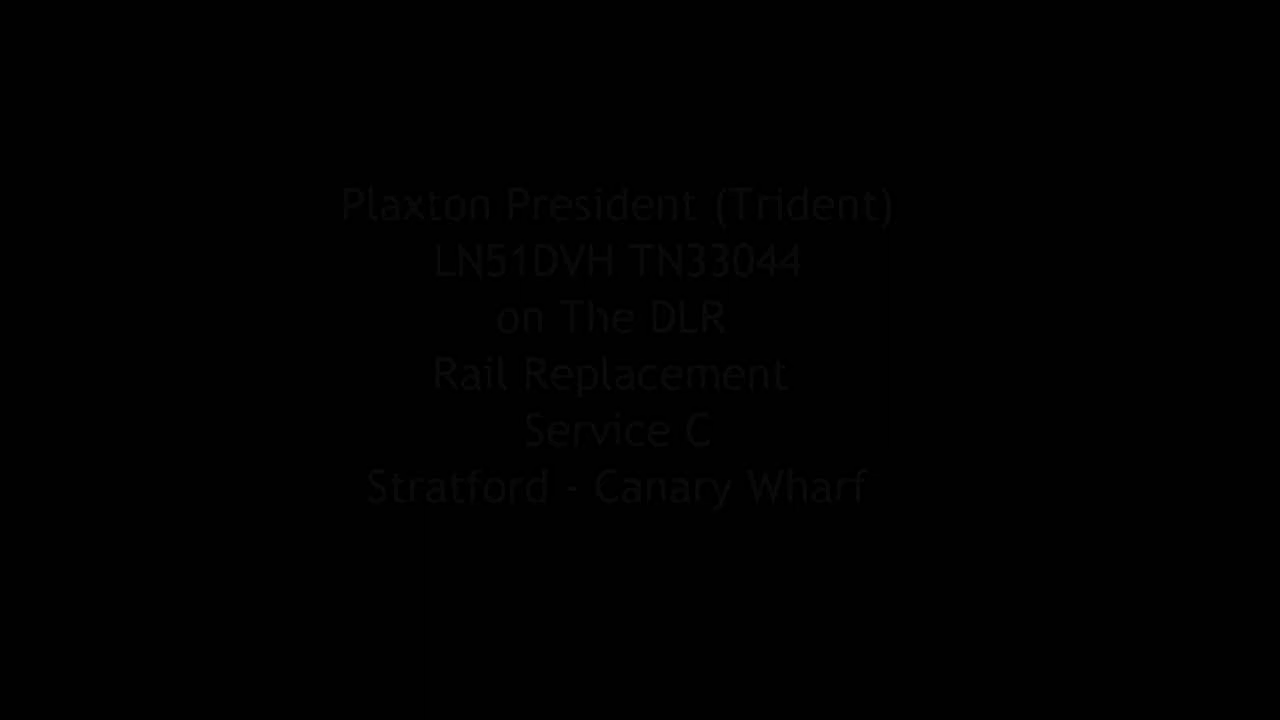 Plaxton President (Trident)
LN51DVH TN33044
on The DLR
Rail Replacement
Service C
Stratford - Canary Wharf